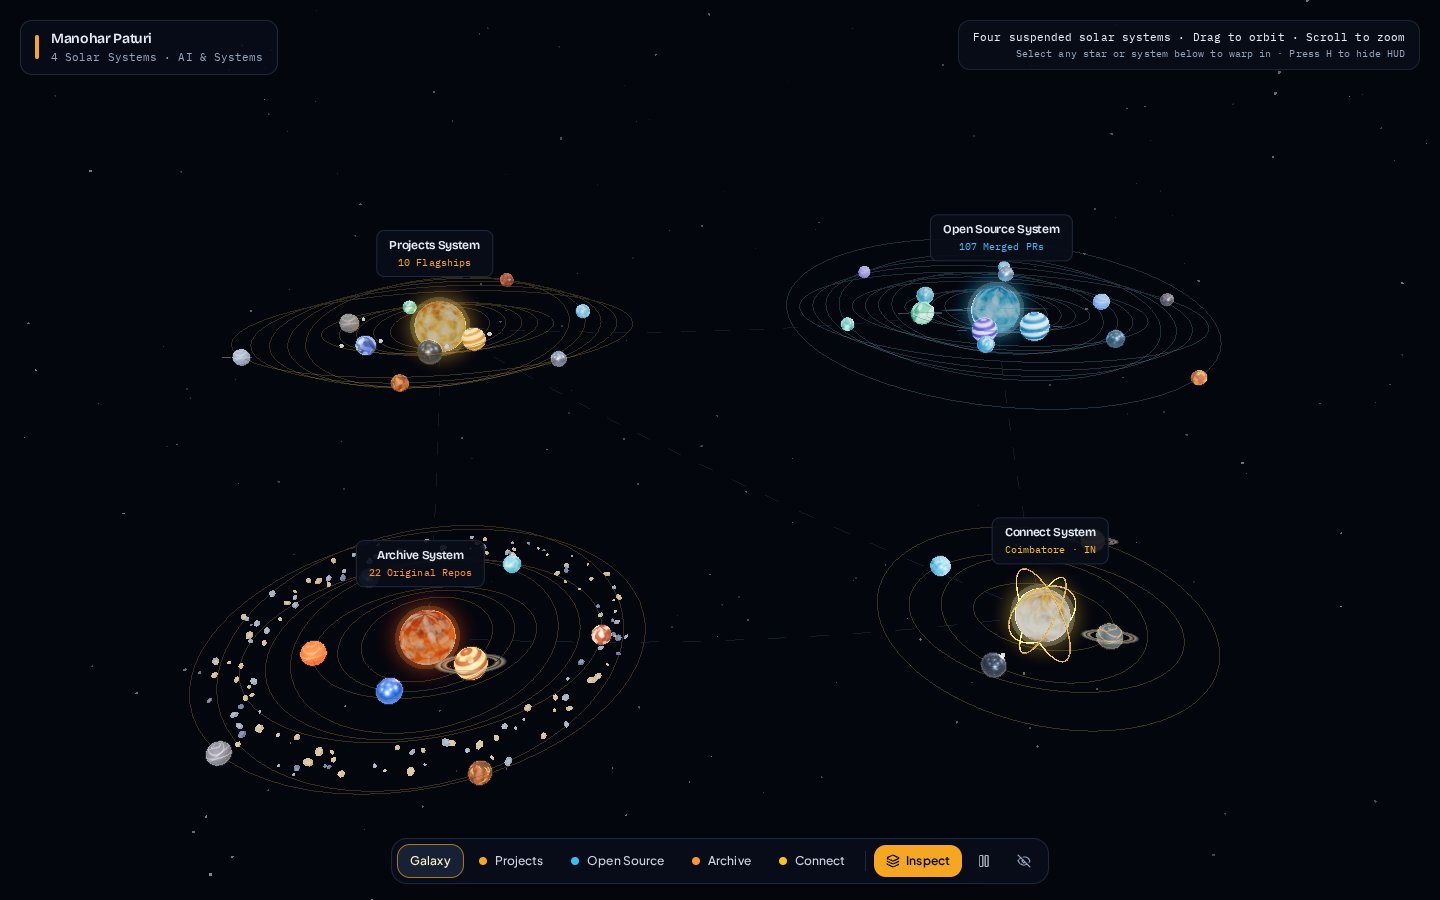 Manohar Paturi
4 Solar Systems · AI & Systems
Four suspended solar systems · Drag to orbit · Scroll to zoom
Select any star or system below to warp in · Press H to hide HUD
Projects System
10 Flagships
Open Source System
107 Merged PRs
Archive System
22 Original Repos
Connect System
Coimbatore · IN
Galaxy
Projects
Open Source
Archive
Connect
Inspect